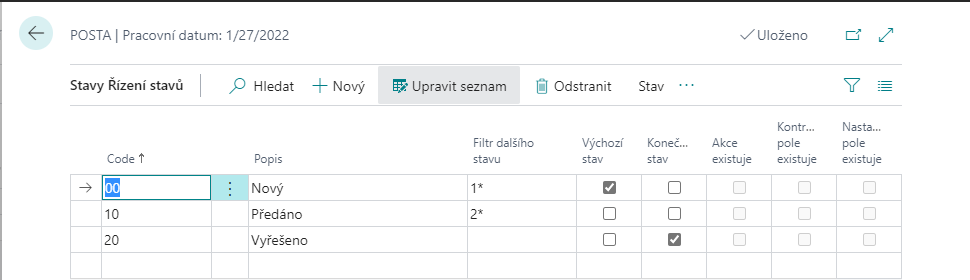 POSTA | Pracovní datum: 1/27/2022
Uloženo
Stavy Řízení stavů
Hledat
Nový
Upravit seznam
Odstranit
Stav
Code ↑
Popis
Filtr dalšího
stavu
Výchozí
stav
Koneč...
stav
Akce
existuje
Kontr...
pole
existuje
Nasta...
pole
existuje
00 Nový 1*
10 Předáno 2*
20 Vyřešeno